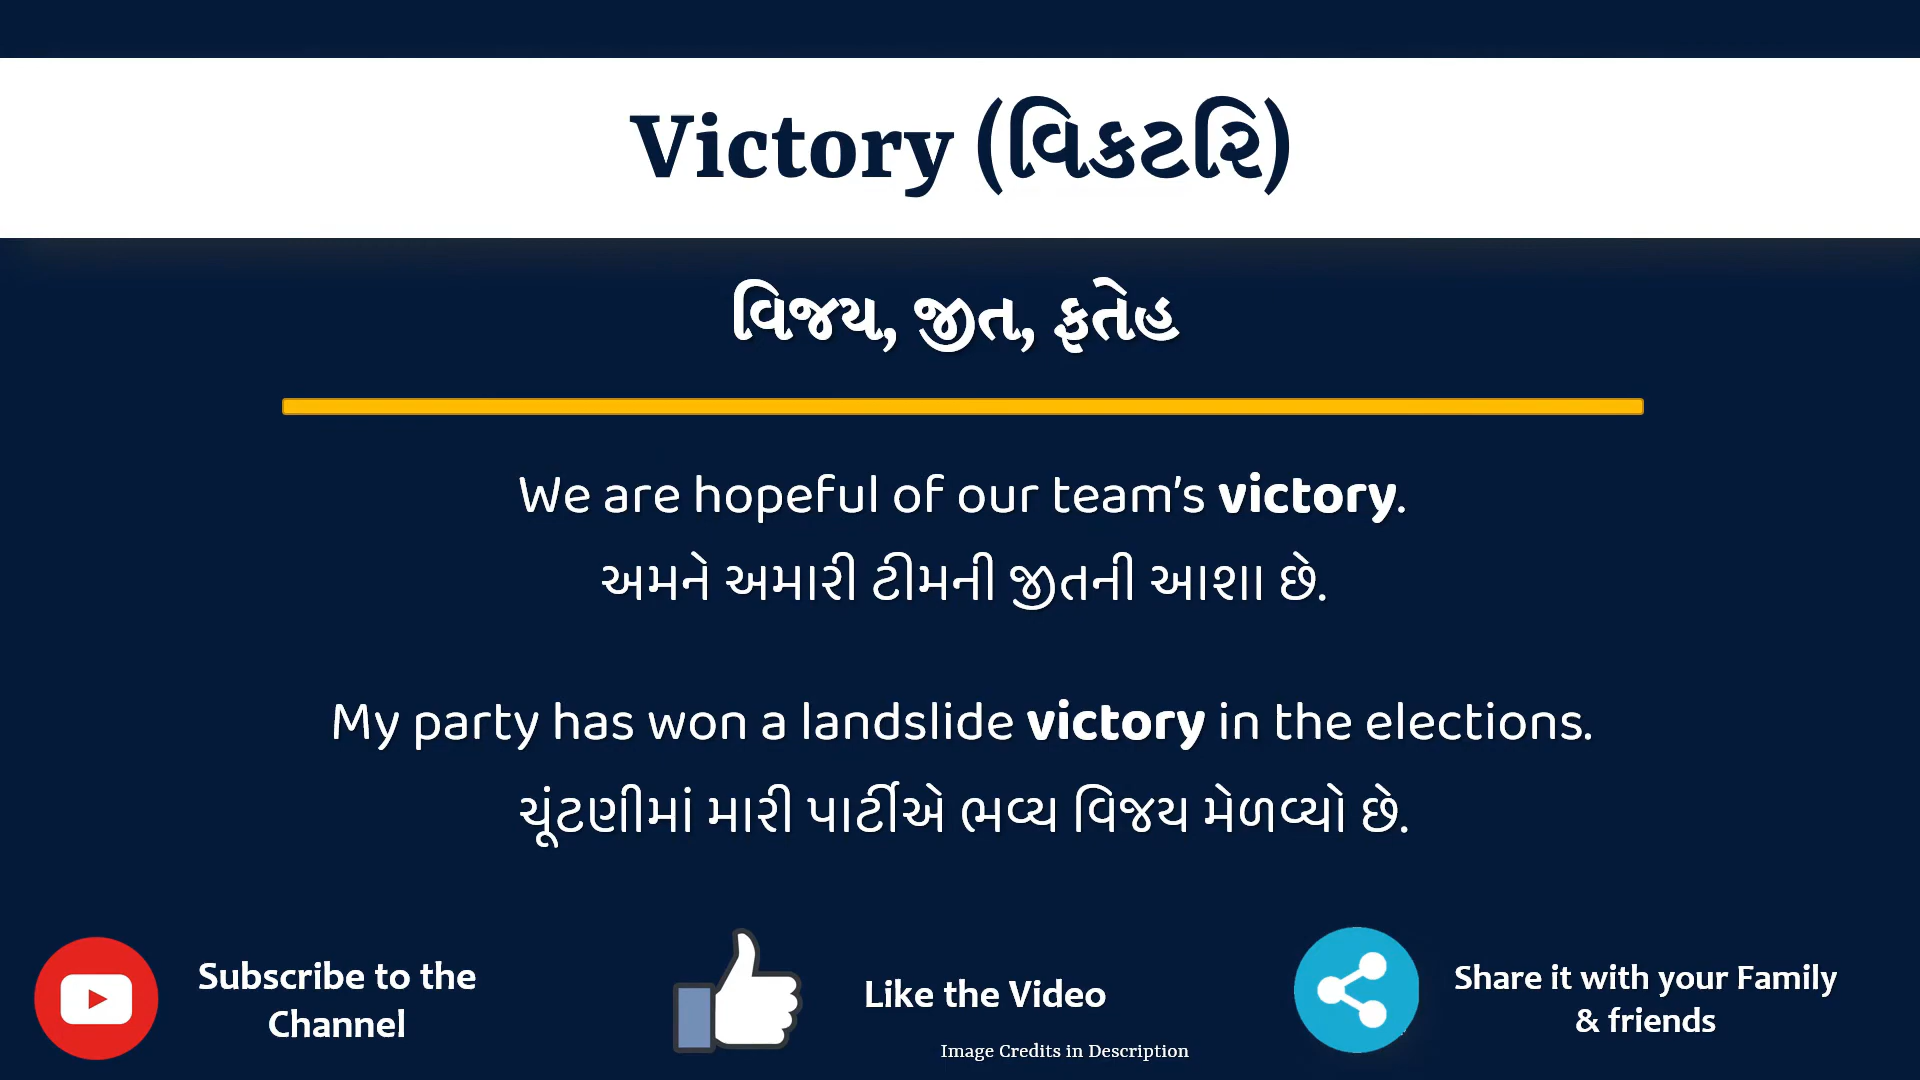 Victory (વિકટરિ)
વિજય, જીત, ફતેહ
We are hopeful of our team's victory.
અમને અમારી ટીમની જીતની આશા છે.
My party has won a landslide victory in the elections.
ચૂંટણીમાં મારી પાર્ટીએ ભવ્ય વિજય મેળવ્યો છે.
Subscribe to the
Channel
Like the Video
Share it with your Family
& friends
Image Credits in Description